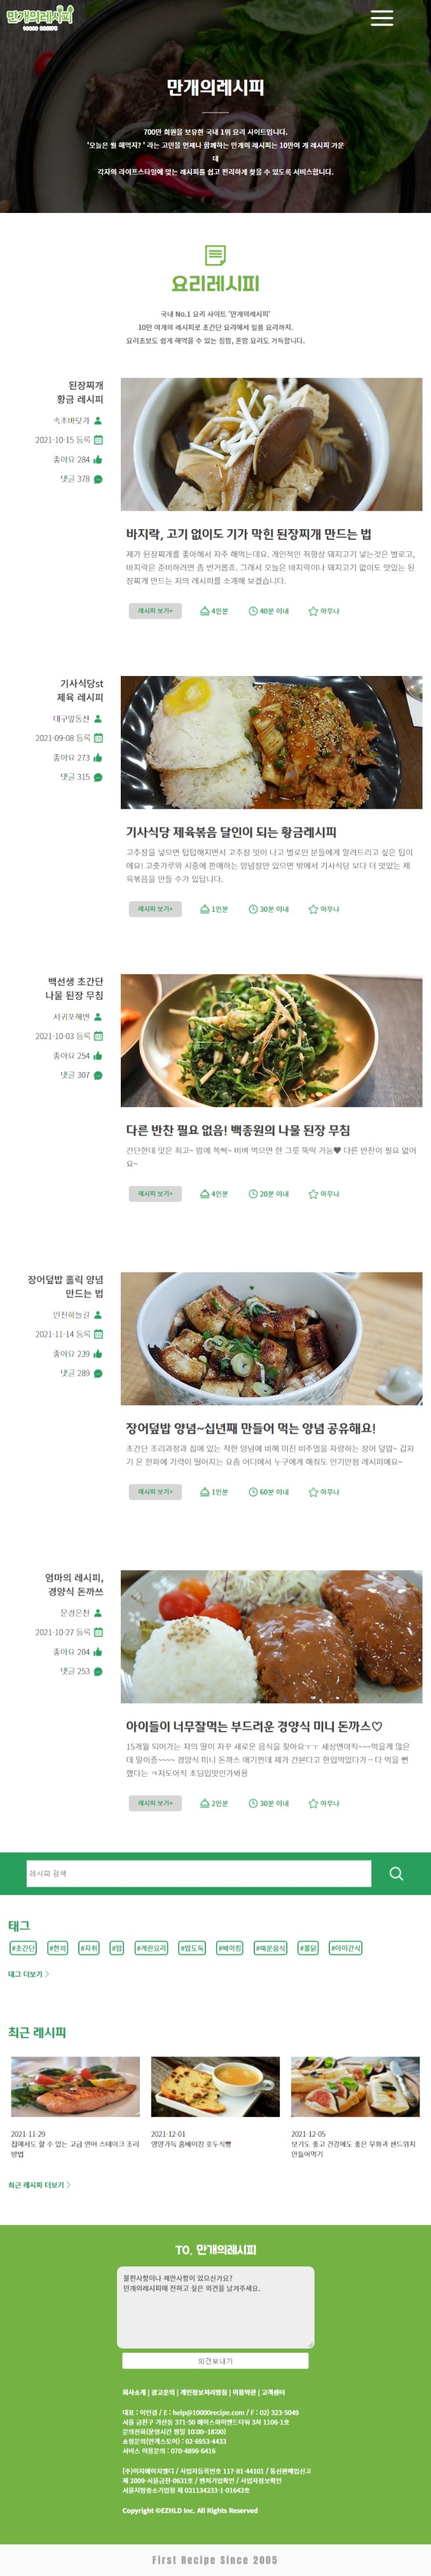 만개의레시피
10000 RECIPE
만개의레시피
700만 회원을 보유한 국내 1위 요리 사이트입니다.
'오늘은 뭘 해먹지? ' 라는 고민을 언제나 함께하는 만개의 레시피는 10만여 개 레시피 가운
데
각자의 라이프스타일에 맞는 레시피를 쉽고 편리하게 찾을 수 있도록 서비스합니다.
요리레시피
국내 No.1 요리 사이트 '만개의레시피'
10만 여개의 레시피로 초간단 요리에서 일품 요리까지.
요리초보도 쉽게 해먹을 수 있는 집밥, 혼밥 요리도 가득합니다.
된장찌개
황금 레시피
속초바닷가
2021-10-15 등록
좋아요 284
댓글 378
바지락, 고기 없이도 기가 막힌 된장찌개 만드는 법
제가 된장찌개를 좋아해서 자주 해먹는데요. 개인적인 취향상 돼지고기 넣는것은 별로고,
바지락은 준비하려면 좀 번거롭죠. 그래서 오늘은 바지락이나 돼지고기 없이도 맛있는 된
장찌개 만드는 저의 레시피를 소개해 보겠습니다.
레시피 보기+ 4인분 40분 이내 아무나
기사식당st
제육 레시피
대구앞동산
2021-09-08 등록
좋아요 273
댓글 315
기사식당 제육볶음 달인이 되는 황금레시피
고추장을 넣으면 텁텁해지면서 고추장 맛이 나고 별로인 분들에게 알려드리고 싶은 팁이
에요! 고춧가루와 시중에 판매하는 양념장만 있으면 밖에서 기사식당 보다 더 맛있는 제
육볶음을 만들 수가 있답니다.
레시피 보기+ 1인분 30분 이내 아무나
백선생 초간단
나물 된장 무침
서귀포해변
2021-10-03 등록
좋아요 254
댓글 307
다른 반찬 필요 없음! 백종원의 나물 된장 무침
간단한데 맛은 최고~ 밥에 쓱싹~ 비벼 먹으면 한 그릇 뚝딱 가능♥ 다른 반찬이 필요 없어
요~
레시피 보기+ 4인분 20분 이내 아무나
장어덮밥 홀릭 양념
만드는 법
인천하늘길
2021-11-14 등록
좋아요 239
댓글 289
장어덮밥 양념~십년째 만들어 먹는 양념 공유해요!
초간단 조리과정과 집에 있는 착한 양념에 비해 미친 비주얼을 자랑하는 장어 덮밥~ 갑자
기 온 한파에 기력이 떨어지는 요즘 어디에서 누구에게 해줘도 인기만점 레시피예요~
레시피 보기+ 1인분 60분 이내 아무나
엄마의 레시피,
경양식 돈까쓰
문경온천
2021-10-27 등록
좋아요 204
댓글 253
아이들이 너무잘먹는 부드러운 경양식 미니 돈까스♡
15개월 되어가는 저의 딸이 자꾸 새로운 음식을 찾아요ㅜㅜ 세상엔아직~~~먹을게 많은
데 말이죵~~~~ 경양식 미니 돈까스 애기껀데 제가 간본다고 한입먹었다가ㆍㆍ다 먹을 뻔
했다는 ㅋ저도아직 초딩입맛인가봐용
레시피 보기+ 2인분 30분 이내 아무나
레시피 검색
태그
#초간단 #한끼 #자취 #밥 #계란요리 #밥도둑 #베이킹 #매운음식 #불닭 #아이간식
태그 더보기 >
최근 레시피
2021-11-29
집에서도 할 수 있는 고급 연어 스테이크 조리
방법
2021-12-01
영양가득 홈베이킹 호두식빵
2021-12-05
보기도 좋고 건강에도 좋은 무화과 샌드위치
만들어먹기
최근 레시피 더보기 >
TO. 만개의레시피
불편사항이나 제안사항이 있으신가요?
만개의레시피에 전하고 싶은 의견을 남겨주세요.
의견보내기
회사소개 | 광고문의 | 개인정보처리방침 | 이용약관 | 고객센터
대표 : 이인경 / E : help@10000recipe.com / F : 02) 323-5049
서울 금천구 가산동 371-50 에이스하이엔드타워 3차 1106-1호
문의전화(운영시간 평일 10:00~18:00)
쇼핑문의(만개스토어) : 02-6953-4433
서비스 이용문의 : 070-4896-6416
(주)이지에이치엘디 / 사업자등록번호 117-81-44101 / 통신판매업신고
제 2009-서울금천-0631호 / 벤처기업확인 / 사업자정보확인
서울지방중소기업청 제 031134233-1-01643호
Copyright ©EZHLD Inc. All Rights Reserved
First Recipe Since 2005